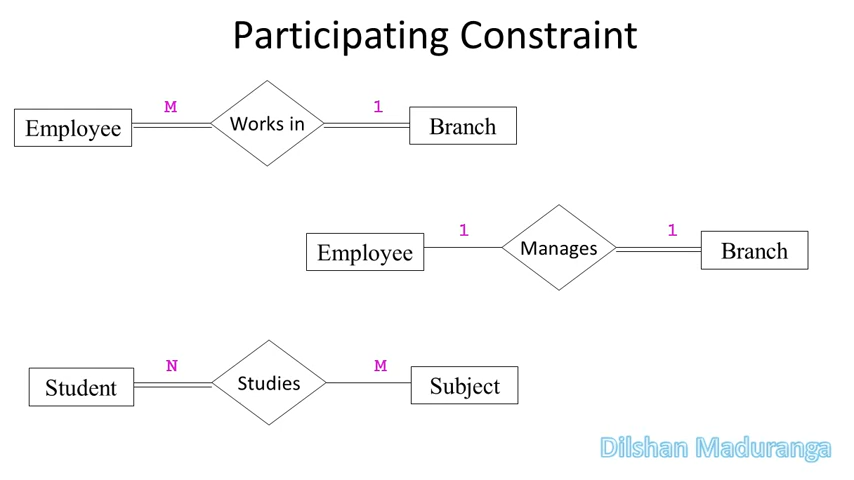 Participating Constraint
M 1
Employee Works in Branch
1 1
Employee Manages Branch
N M
Student Studies Subject
Dilshan Maduranga